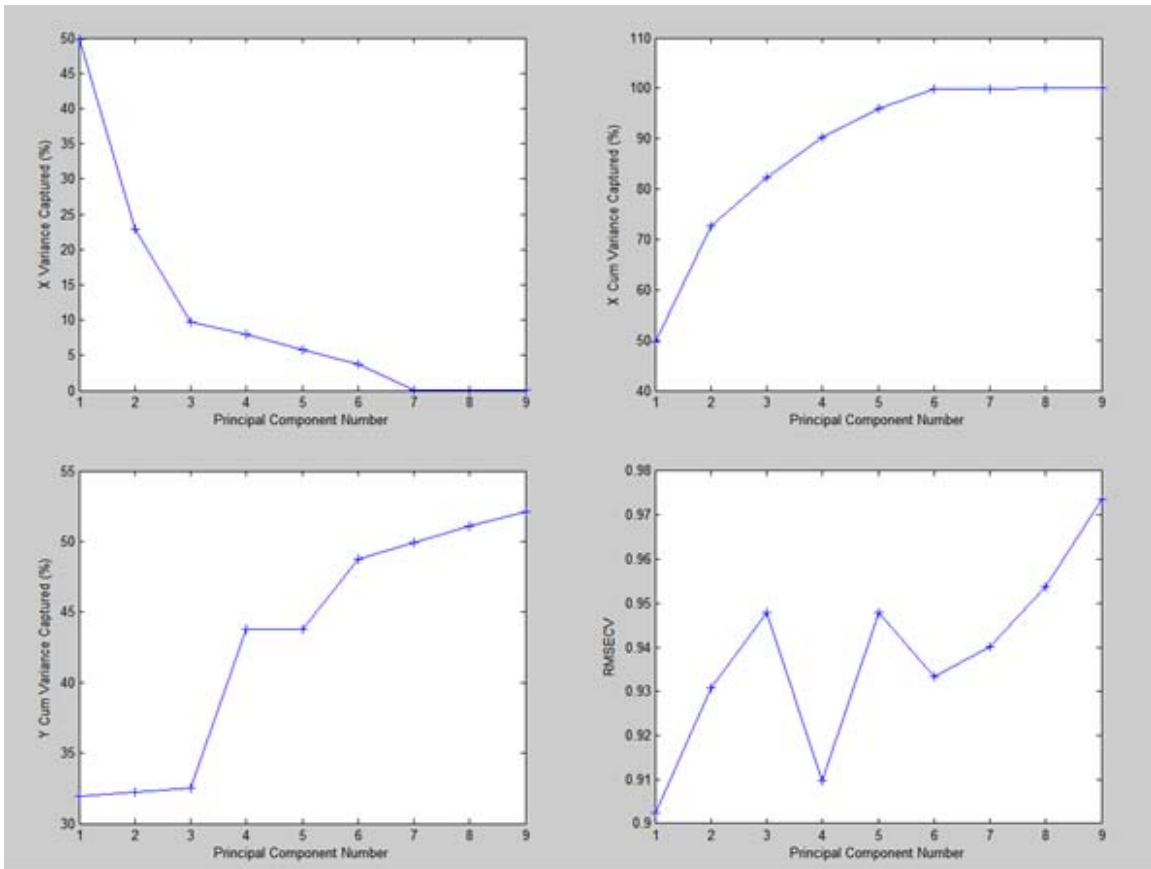 X Variance Captured (%)
50
45
40
35
30
25
20
15
10
5
0
1 2 3 4 5 6 7 8 9
Principal Component Number
X Cum Variance Captured (%)
110
100
90
80
70
60
50
40
1 2 3 4 5 6 7 8 9
Principal Component Number
Y Cum Variance Captured (%)
55
50
45
40
35
30
1 2 3 4 5 6 7 8 9
Principal Component Number
RMSECV
0.98
0.97
0.96
0.95
0.94
0.93
0.92
0.91
0.9
1 2 3 4 5 6 7 8 9
Principal Component Number